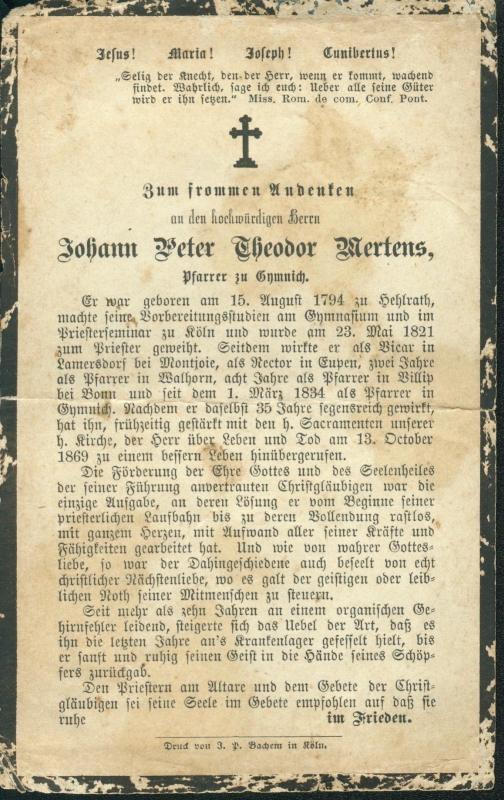 Jesus! Maria! Joseph! Cunibertus!
„Selig der Knecht, den der Herr, wenn er kommt, wachend
findet. Wahrlich, sage ich euch: Ueber alle seine Güter
wird er ihn setzen.“ Miss. Rom. de com. Conf. Pont.
Zum frommen Andenken
an den hochwürdigen Herrn
Johann Peter Theodor Mertens,
Pfarrer zu Gymnich.
Er war geboren am 15. August 1794 zu Hehlrath,
machte seine Vorbereitungsstudien am Gymnasium und im
Priesterseminar zu Köln und wurde am 23. Mai 1821
zum Priester geweiht. Seitdem wirkte er als Vicar in
Lamersdorf bei Montjoie, als Rector in Eupen, zwei Jahre
als Pfarrer in Walhorn, acht Jahre als Pfarrer in Villip
bei Bonn und seit dem 1. März 1834 als Pfarrer in
Gymnich. Nachdem er daselbst 35 Jahre segensreich gewirkt,
hat ihn, frühzeitig gestärkt mit den h. Sacramenten unserer
h. Kirche, der Herr über Leben und Tod am 13. October
1869 zu einem bessern Leben hinübergerufen.
Die Förderung der Ehre Gottes und des Seelenheiles
der seiner Führung anvertrauten Christgläubigen war die
einzige Aufgabe, an deren Lösung er vom Beginne seiner
priesterlichen Laufbahn bis zu deren Vollendung rastlos,
mit ganzem Herzen, mit Aufwand aller seiner Kräfte und
Fähigkeiten gearbeitet hat. Und wie von wahrer Gottes-
liebe, so war der Dahingeschiedene auch beseelt von echt
christlicher Nächstenliebe, wo es galt der geistigen oder leib-
lichen Noth seiner Mitmenschen zu steuern.
Seit mehr als zehn Jahren an einem organischen Ge-
hirnfehler leidend, steigerte sich das Uebel der Art, daß es
ihn die letzten Jahre an's Krankenlager gefesselt hielt, bis
er sanft und ruhig seinen Geist in die Hände seines Schöp-
fers zurückgab.
Den Priestern am Altare und dem Gebete der Christ-
gläubigen sei seine Seele im Gebete empfohlen auf daß sie
ruhe im Frieden.
Druck von J. P. Bachem in Köln.